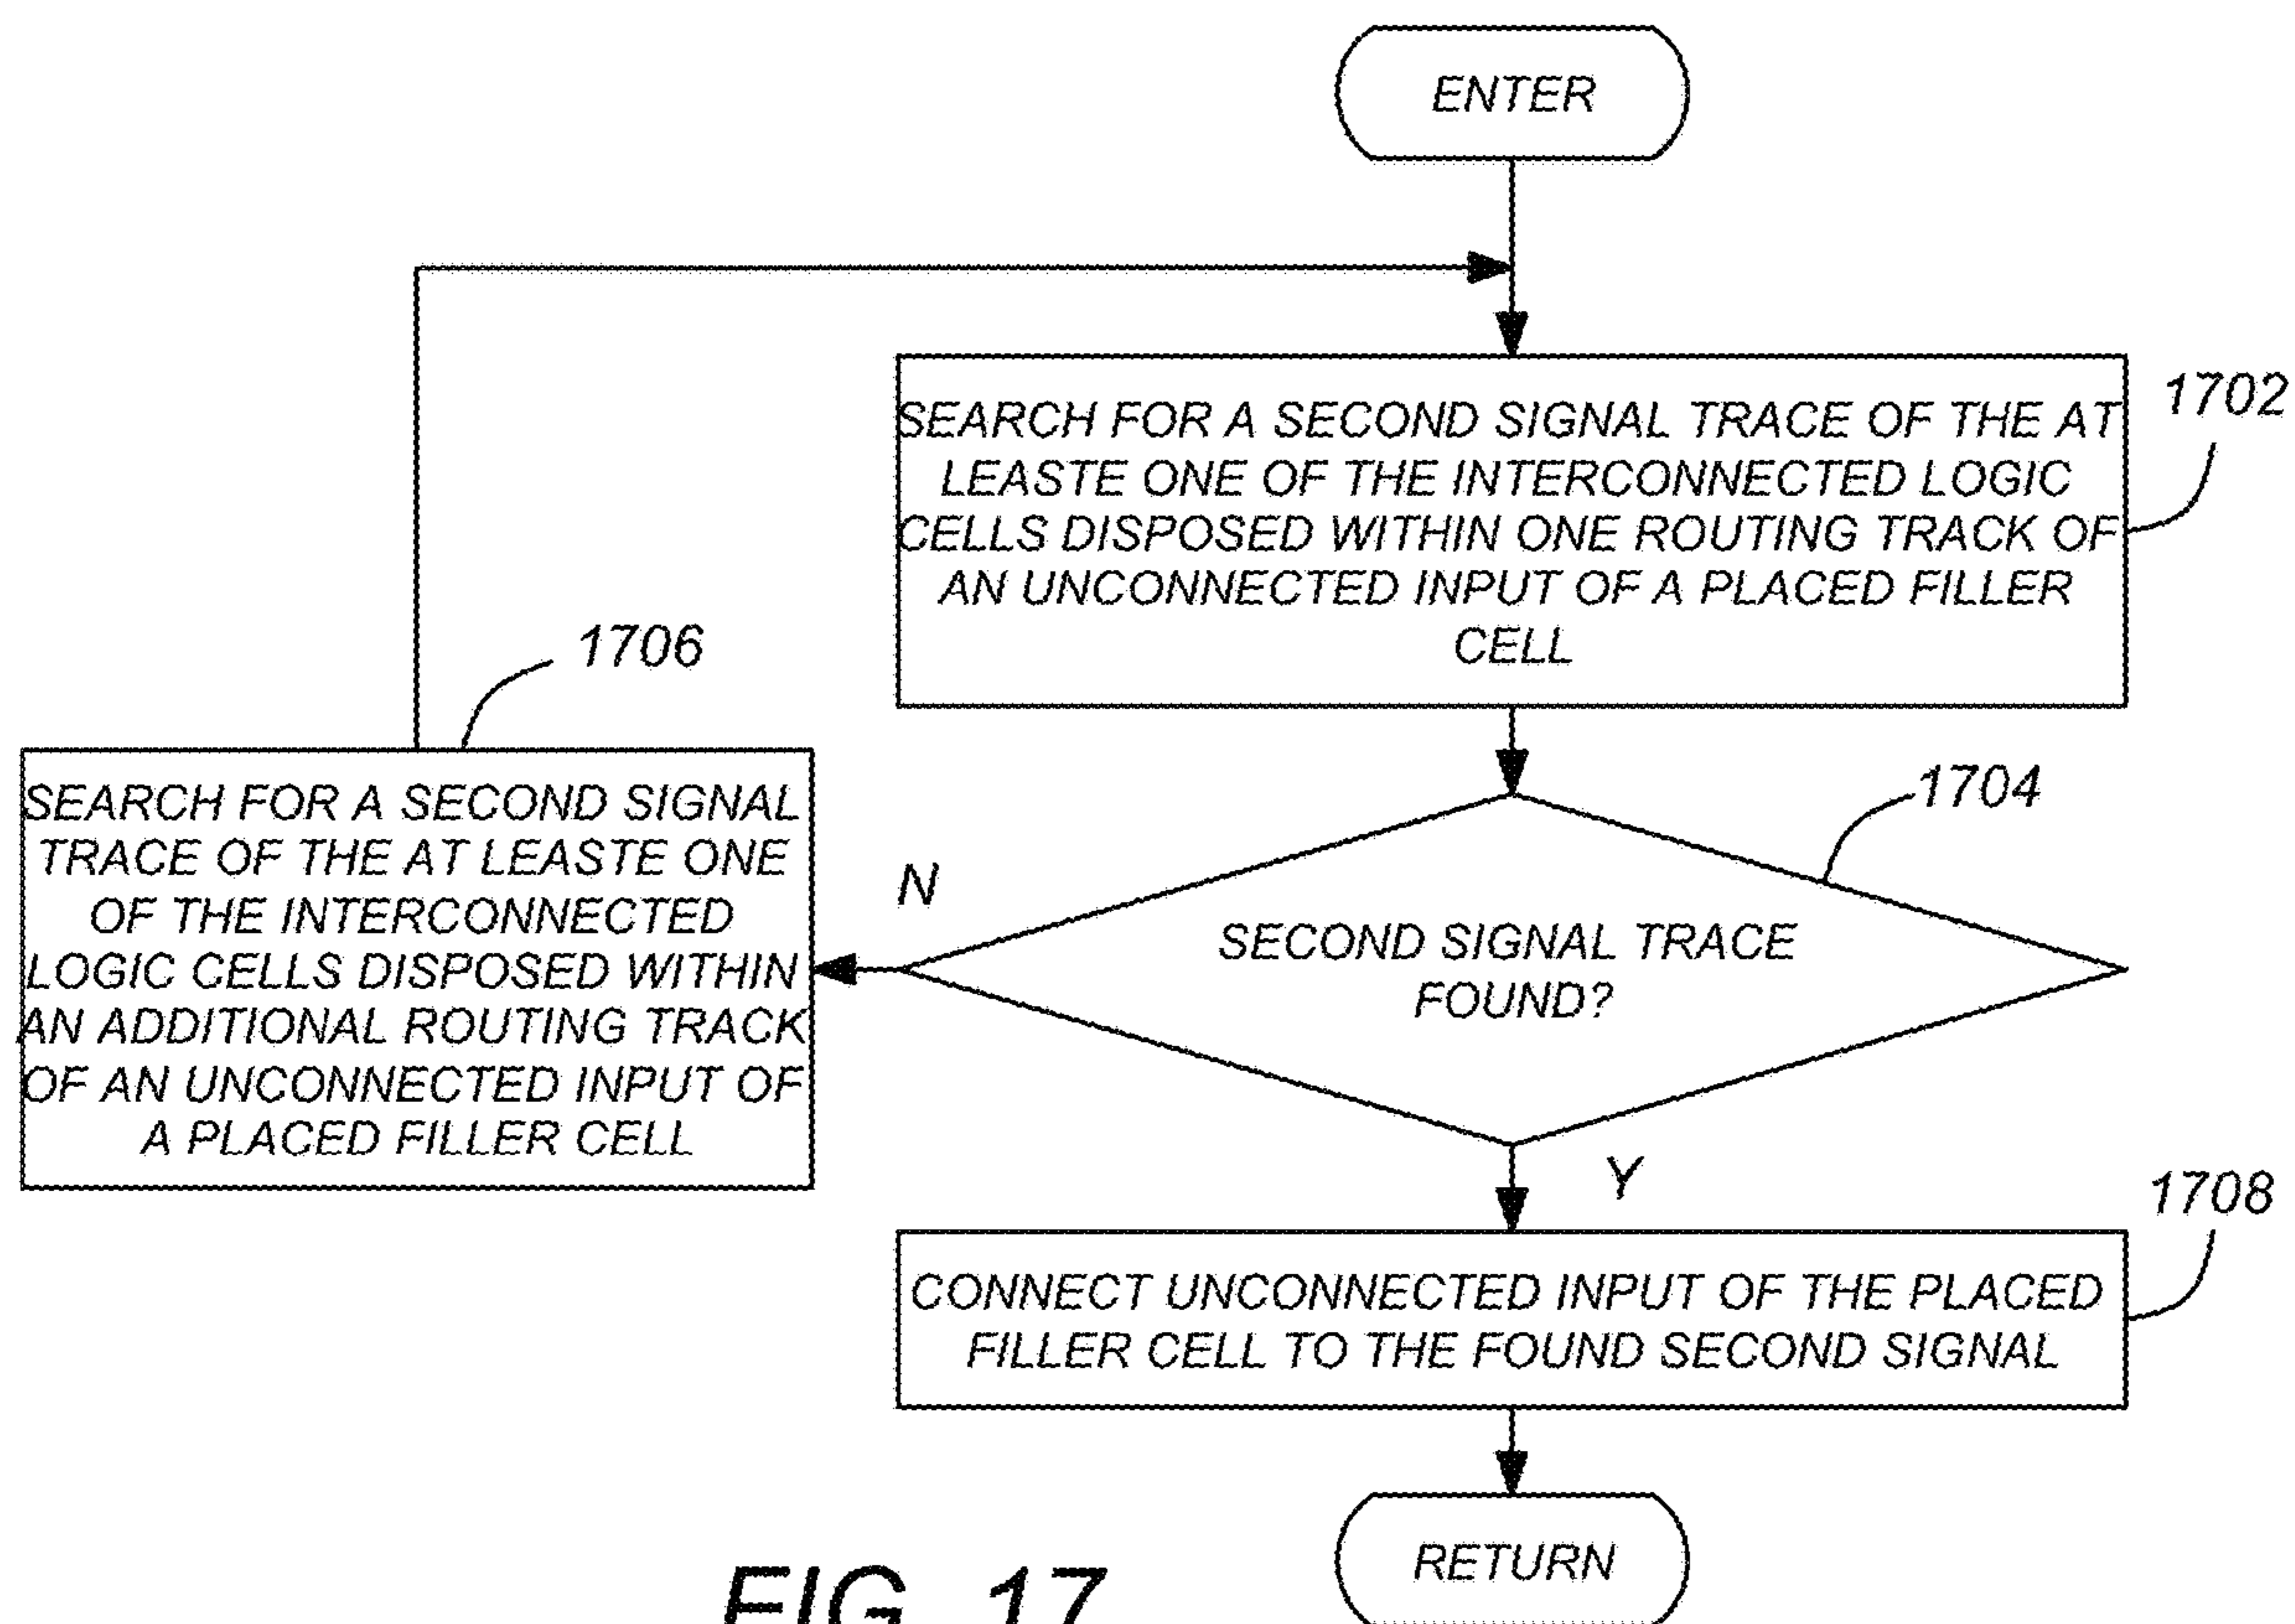 ENTER
SEARCH FOR A SECOND SIGNAL TRACE OF THE AT
LEASTE ONE OF THE INTERCONNECTED LOGIC
CELLS DISPOSED WITHIN ONE ROUTING TRACK OF
AN UNCONNECTED INPUT OF A PLACED FILLER
CELL
1702
1706
SEARCH FOR A SECOND SIGNAL
TRACE OF THE AT LEASTE ONE
OF THE INTERCONNECTED
LOGIC CELLS DISPOSED WITHIN
AN ADDITIONAL ROUTING TRACK
OF AN UNCONNECTED INPUT OF
A PLACED FILLER CELL
1704
N
SECOND SIGNAL TRACE
FOUND?
Y
1708
CONNECT UNCONNECTED INPUT OF THE PLACED
FILLER CELL TO THE FOUND SECOND SIGNAL
RETURN
FIG. 17